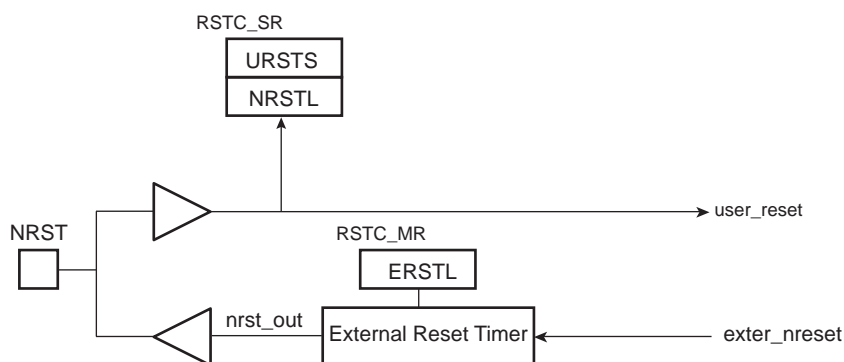 RSTC_SR
URSTS
NRSTL
user_reset
NRST
RSTC_MR
ERSTL
nrst_out
External Reset Timer
exter_nreset